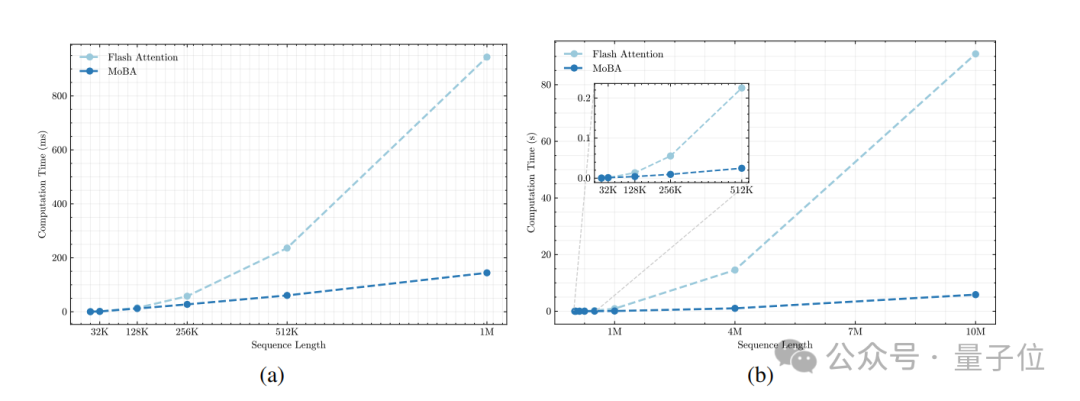 Flash Attention
MoBA
800
600
400
200
0
Computation Time (ms)
32K 128K 256K 512K 1M
Sequence Length
(a)
Flash Attention
MoBA
80
60
40
20
0
Computation Time (s)
0.2
0.1
0.0
32K 128K 256K 512K
1M 4M 7M 10M
Sequence Length
(b)
公众号 · 量子位